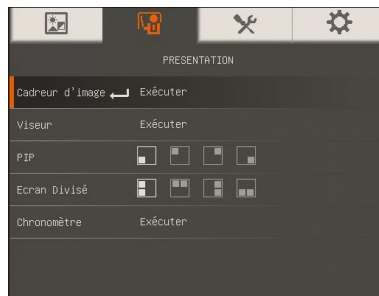 PRESENTATION
Cadreur d'image Exécuter
Viseur Exécuter
PIP
Ecran Divisé
Chronomètre Exécuter